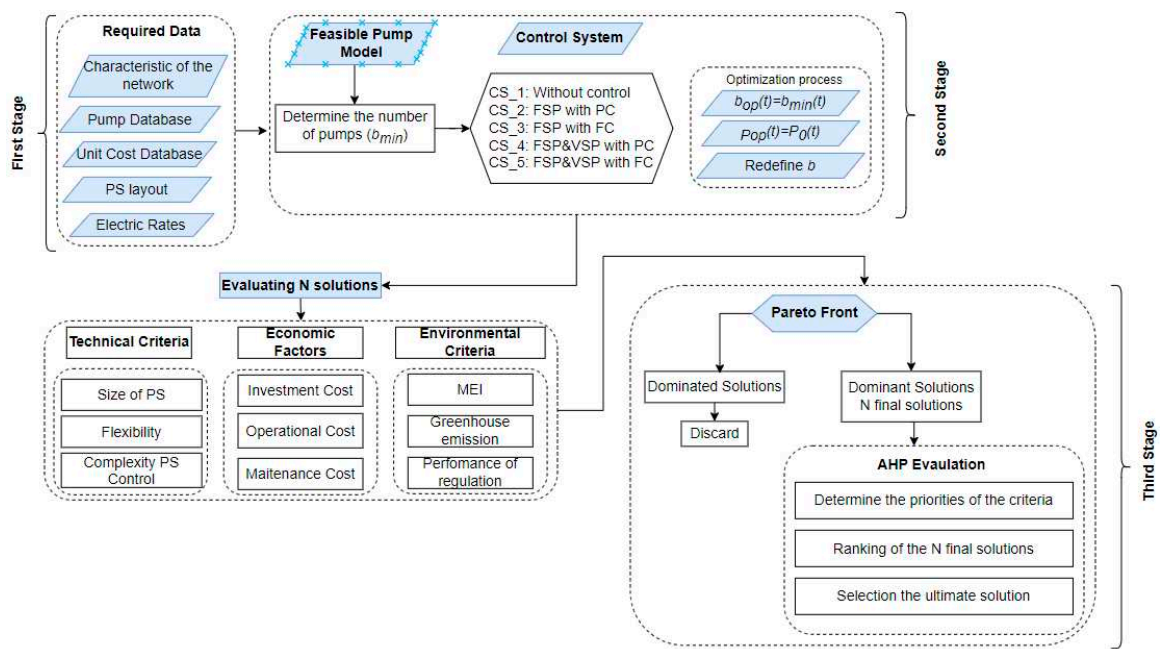 First Stage
Required Data
Characteristic of the
network
Pump Database
Unit Cost Database
PS layout
Electric Rates
Feasible Pump
Model
Control System
Determine the number
of pumps (bmin)
CS_1: Without control
CS_2: FSP with PC
CS_3: FSP with FC
CS_4: FSP&VSP with PC
CS_5: FSP&VSP with FC
Optimization process
bop(t)=bmin(t)
Pop(t)=P0(t)
Redefine b
Second Stage
Evaluating N solutions
Technical Criteria
Size of PS
Flexibility
Complexity PS
Control
Economic
Factors
Investment Cost
Operational Cost
Maitenance Cost
Environmental
Criteria
MEI
Greenhouse
emission
Perfomance of
regulation
Pareto Front
Dominated Solutions
Discard
Dominant Solutions
N final solutions
AHP Evaulation
Determine the priorities of the criteria
Ranking of the N final solutions
Selection the ultimate solution
Third Stage